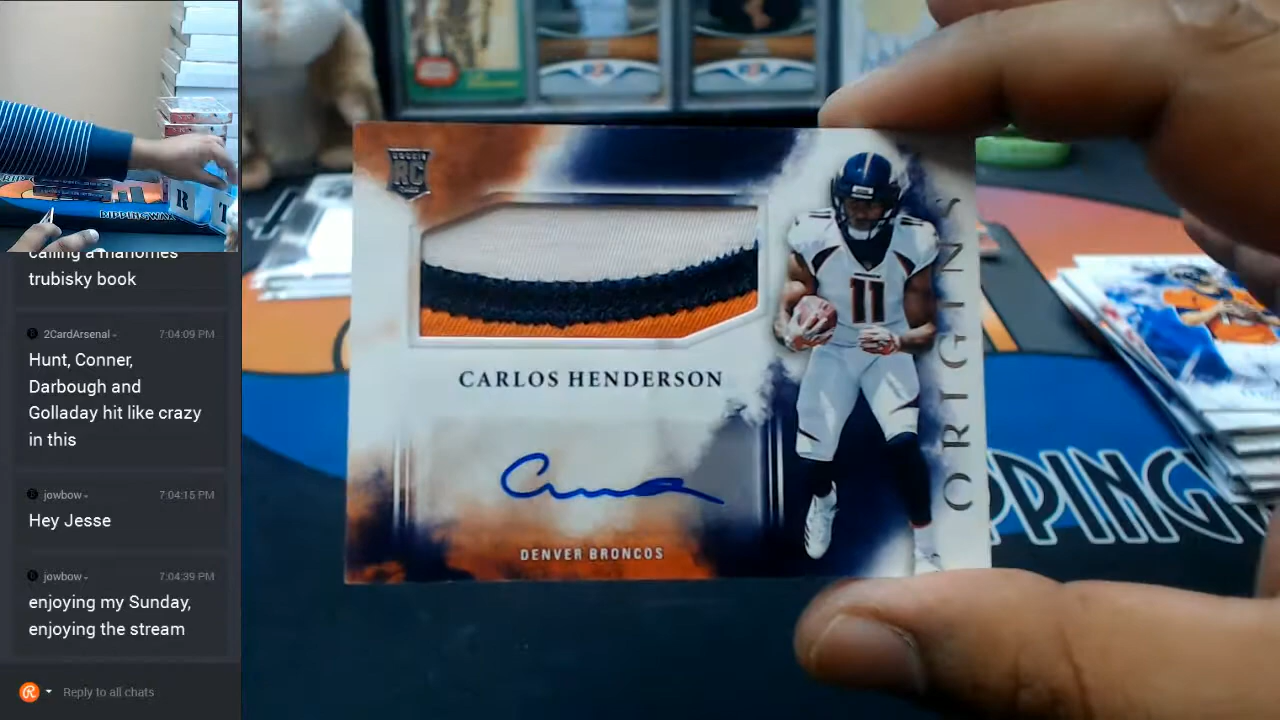 RIPPINGWAX
R
calling a mahomes
trubisky book
2CardArsenal
7:04:09 PM
Hunt, Conner,
Darbough and
Golladay hit like crazy
in this
jowbow
7:04:15 PM
Hey Jesse
jowbow
7:04:39 PM
enjoying my Sunday,
enjoying the stream
Reply to all chats
ROOKIE
RC
11
11
CARLOS HENDERSON
DENVER BRONCOS
ORIGINS